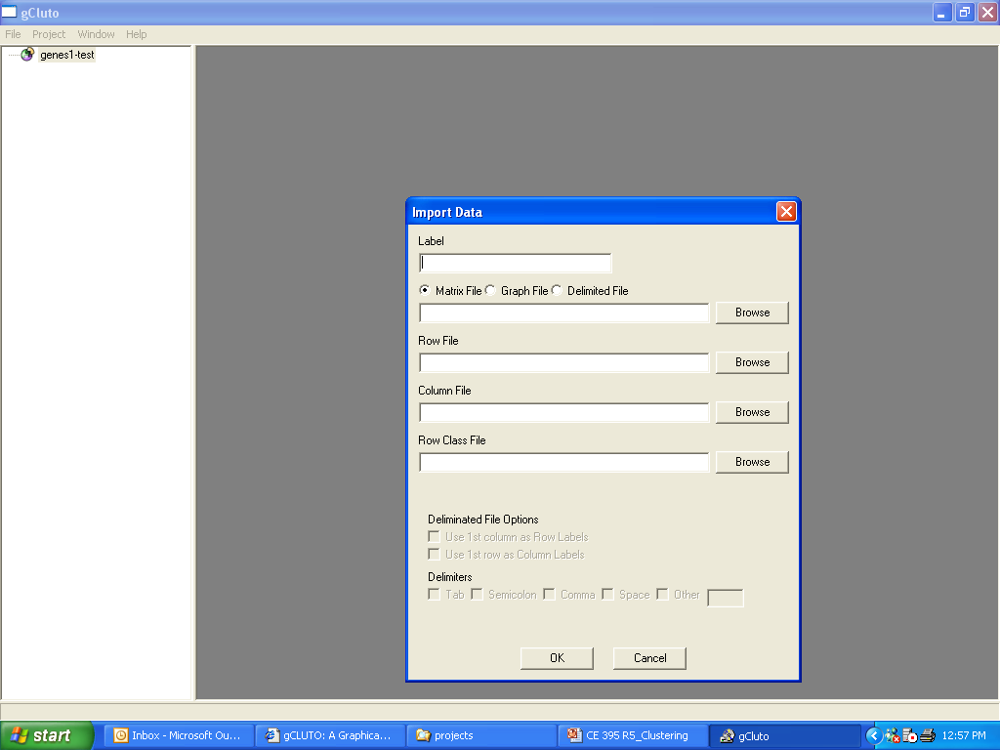 gCluto
File Project Window Help
genes1-test
Import Data
Label
Matrix File Graph File Delimited File
Browse
Row File
Browse
Column File
Browse
Row Class File
Browse
Deliminated File Options
Use 1st column as Row Labels
Use 1st row as Column Labels
Delimiters
Tab Semicolon Comma Space Other
OK Cancel
start Inbox - Microsoft Ou... gCLUTO: A Graphica... projects CE 395 R5_Clustering gCluto 12:57 PM